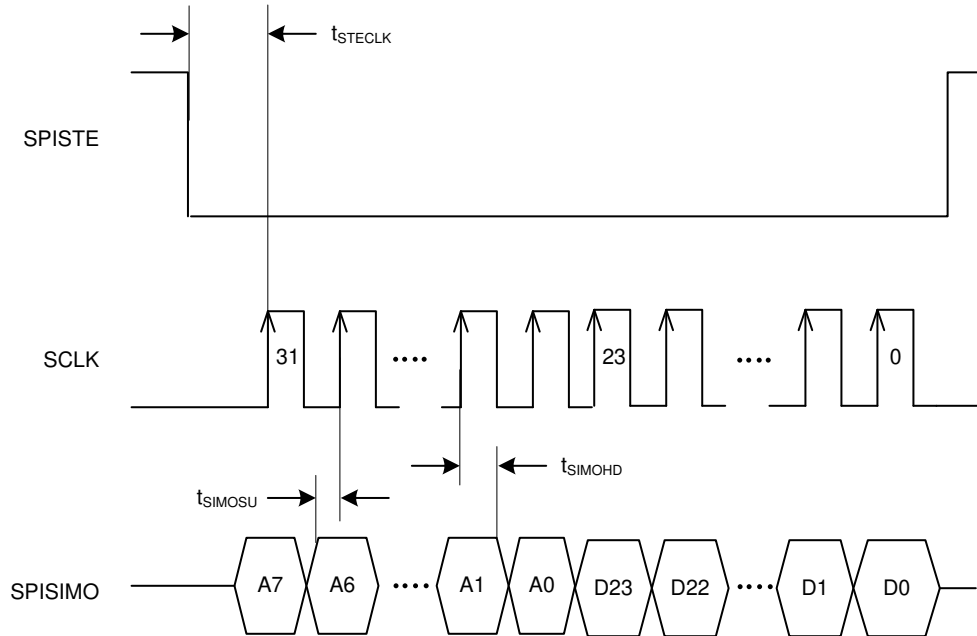 tSTECLK
SPISTE
SCLK
31
....
23
....
0
tSIMOSU
tSIMOHD
SPISIMO
A7
A6
....
A1
A0
D23
D22
....
D1
D0